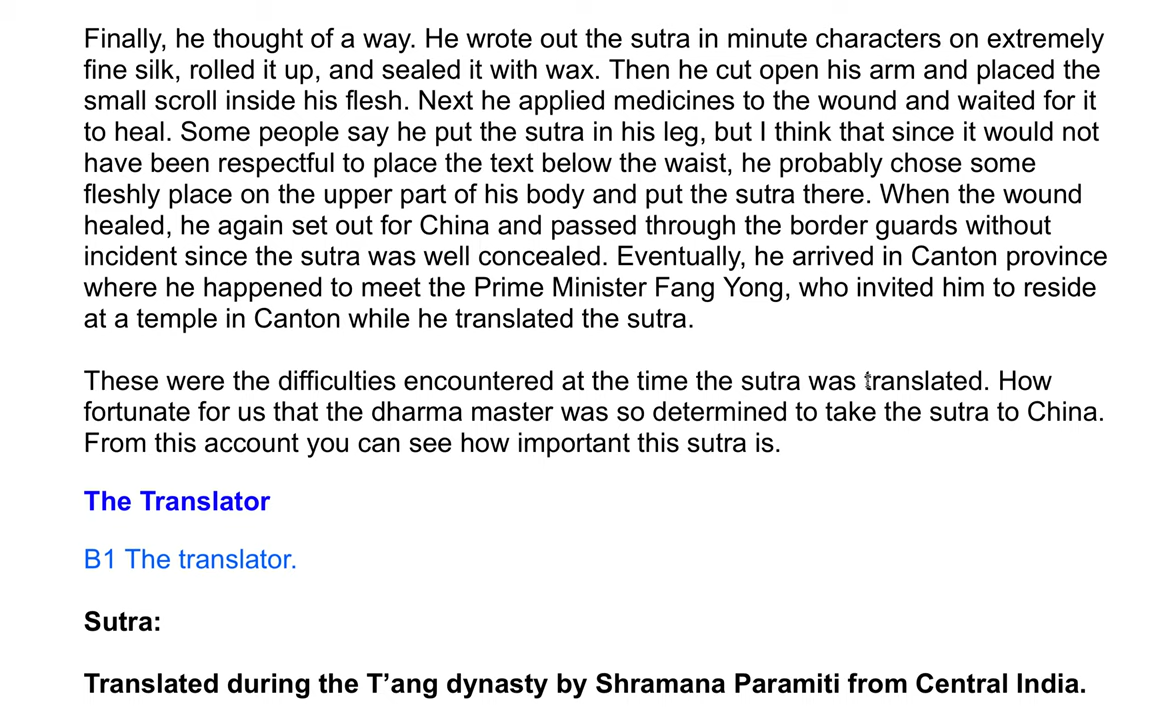 Finally, he thought of a way. He wrote out the sutra in minute characters on extremely
fine silk, rolled it up, and sealed it with wax. Then he cut open his arm and placed the
small scroll inside his flesh. Next he applied medicines to the wound and waited for it
to heal. Some people say he put the sutra in his leg, but I think that since it would not
have been respectful to place the text below the waist, he probably chose some
fleshly place on the upper part of his body and put the sutra there. When the wound
healed, he again set out for China and passed through the border guards without
incident since the sutra was well concealed. Eventually, he arrived in Canton province
where he happened to meet the Prime Minister Fang Yong, who invited him to reside
at a temple in Canton while he translated the sutra.
These were the difficulties encountered at the time the sutra was translated. How
fortunate for us that the dharma master was so determined to take the sutra to China.
From this account you can see how important this sutra is.
The Translator
B1 The translator.
Sutra:
Translated during the T’ang dynasty by Shramana Paramiti from Central India.